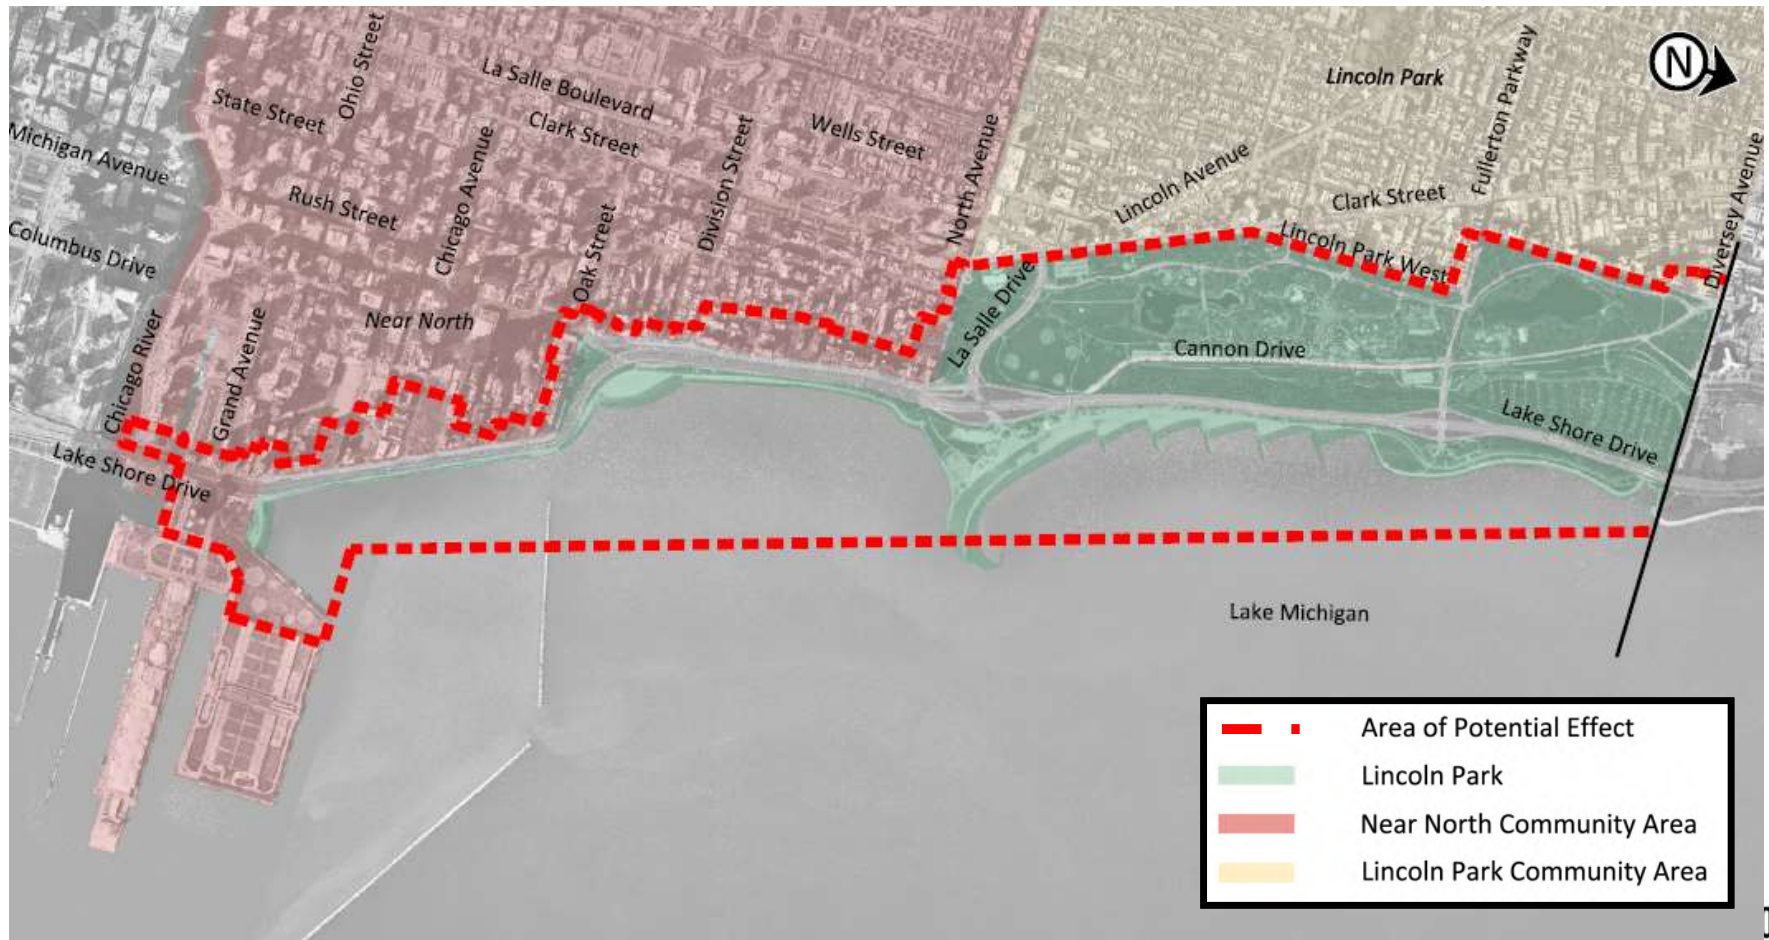 N
Lincoln Park
Fullerton Parkway
Diversey Avenue
Ohio Street
La Salle Boulevard
State Street
Clark Street
Wells Street
Michigan Avenue
Chicago Avenue
Division Street
North Avenue
Lincoln Avenue
Clark Street
Rush Street
Oak Street
Columbus Drive
Lincoln Park West
La Salle Drive
Near North
Chicago River
Grand Avenue
Cannon Drive
Lake Shore Drive
Lake Shore Drive
Lake Michigan
Area of Potential Effect
Lincoln Park
Near North Community Area
Lincoln Park Community Area